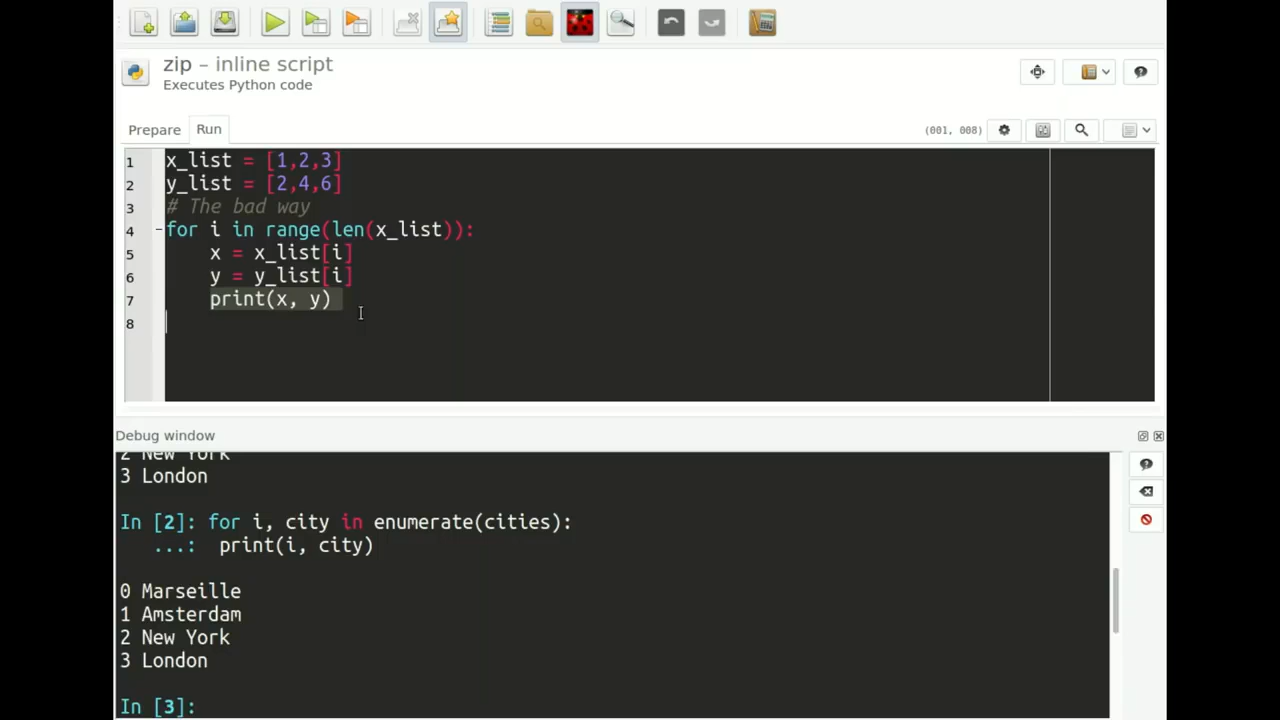 zip – inline script
Executes Python code
Prepare
Run
(001, 008)
1 x_list = [1,2,3]
2 y_list = [2,4,6]
3 # The bad way
4 for i in range(len(x_list)):
5     x = x_list[i]
6     y = y_list[i]
7     print(x, y)
8
Debug window
2 New York
3 London
In [2]: for i, city in enumerate(cities):
   ...:  print(i, city)
0 Marseille
1 Amsterdam
2 New York
3 London
In [3]: